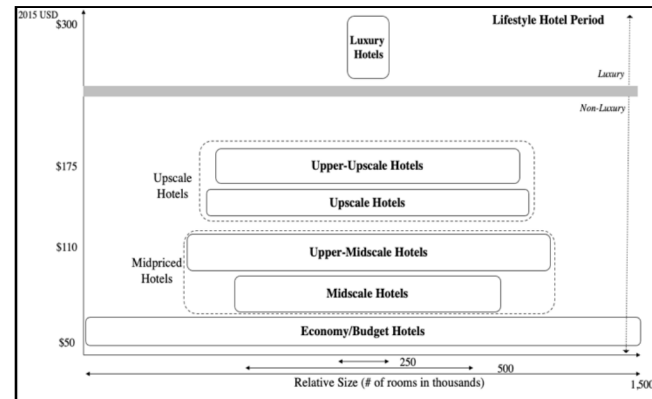 2015 USD
$300
Lifestyle Hotel Period
Luxury
Hotels
Luxury
Non-Luxury
$175
Upper-Upscale Hotels
Upscale
Hotels
Upscale Hotels
$110
Upper-Midscale Hotels
Midpriced
Hotels
Midscale Hotels
Economy/Budget Hotels
$50
250
500
Relative Size (# of rooms in thousands)
1,500